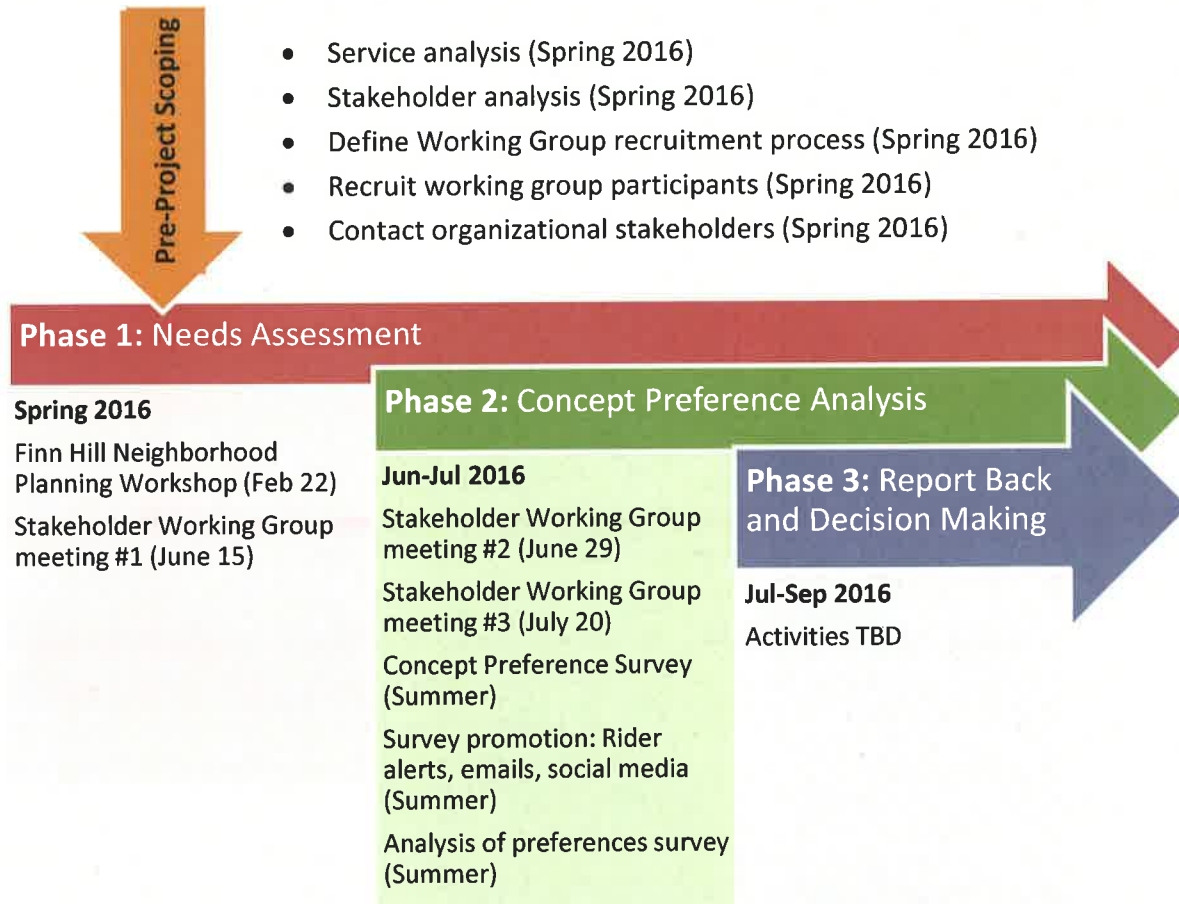 Pre-Project Scoping
• Service analysis (Spring 2016)
• Stakeholder analysis (Spring 2016)
• Define Working Group recruitment process (Spring 2016)
• Recruit working group participants (Spring 2016)
• Contact organizational stakeholders (Spring 2016)
Phase 1: Needs Assessment
Spring 2016
Finn Hill Neighborhood
Planning Workshop (Feb 22)
Stakeholder Working Group
meeting #1 (June 15)
Phase 2: Concept Preference Analysis
Jun-Jul 2016
Stakeholder Working Group
meeting #2 (June 29)
Stakeholder Working Group
meeting #3 (July 20)
Concept Preference Survey
(Summer)
Survey promotion: Rider
alerts, emails, social media
(Summer)
Analysis of preferences survey
(Summer)
Phase 3: Report Back
and Decision Making
Jul-Sep 2016
Activities TBD